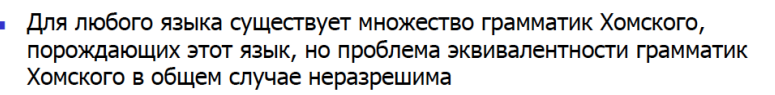 Для любого языка существует множество грамматик Хомского,
порождающих этот язык, но проблема эквивалентности грамматик
Хомского в общем случае неразрешима